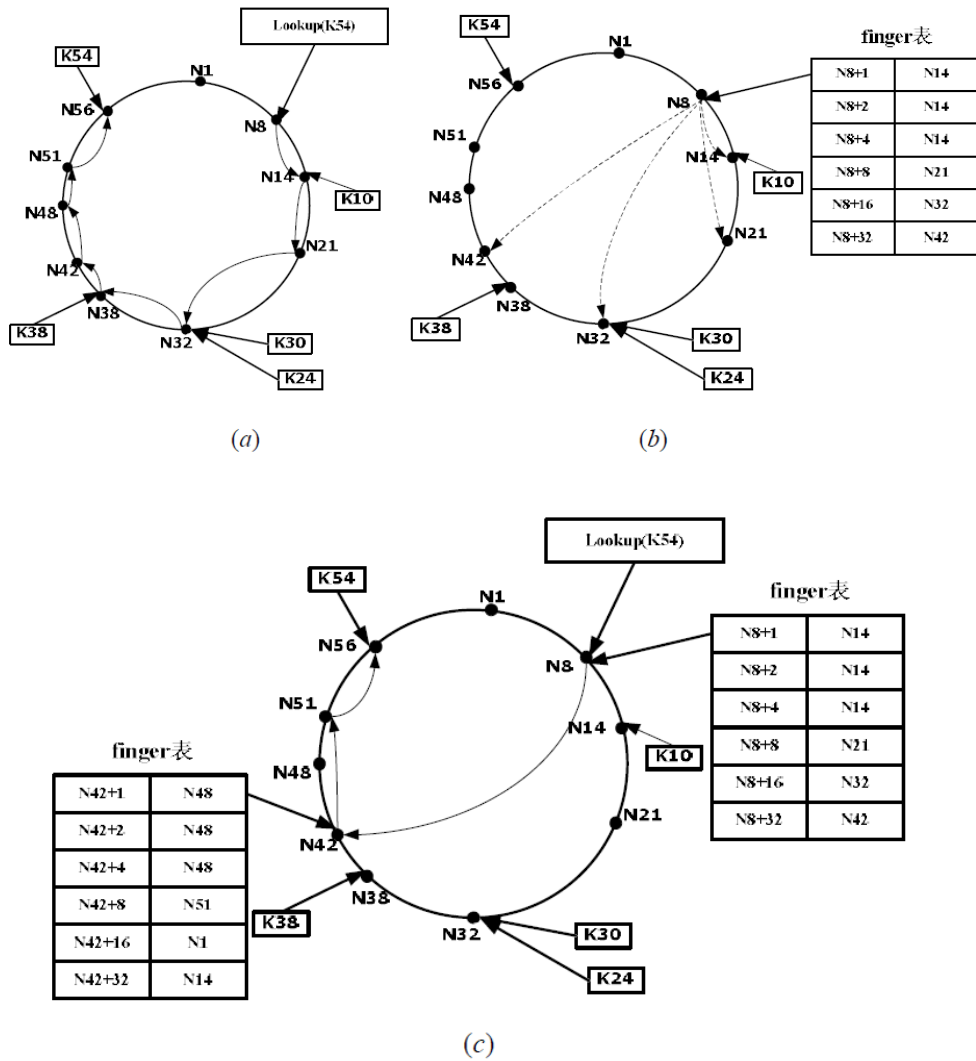 Lookup(K54)
K54
N1
N56
N8
N51
N14
K10
N48
N21
N42
N38
K38
N32
K30
K24
(a)
K54
N1
N56
N8
N51
N14
K10
N48
N21
N42
N38
K38
N32
K30
K24
finger表
N8+1 N14
N8+2 N14
N8+4 N14
N8+8 N21
N8+16 N32
N8+32 N42
(b)
Lookup(K54)
K54
N1
N56
N8
N51
N14
K10
N48
N21
N42
N38
K38
N32
K30
K24
finger表
N8+1 N14
N8+2 N14
N8+4 N14
N8+8 N21
N8+16 N32
N8+32 N42
finger表
N42+1 N48
N42+2 N48
N42+4 N48
N42+8 N51
N42+16 N1
N42+32 N14
(c)